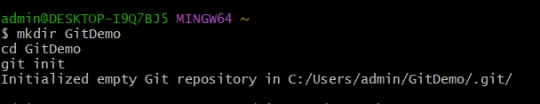 admin@DESKTOP-I9Q7BJ5 MINGW64 ~
$ mkdir GitDemo
cd GitDemo
git init
Initialized empty Git repository in C:/Users/admin/GitDemo/.git/